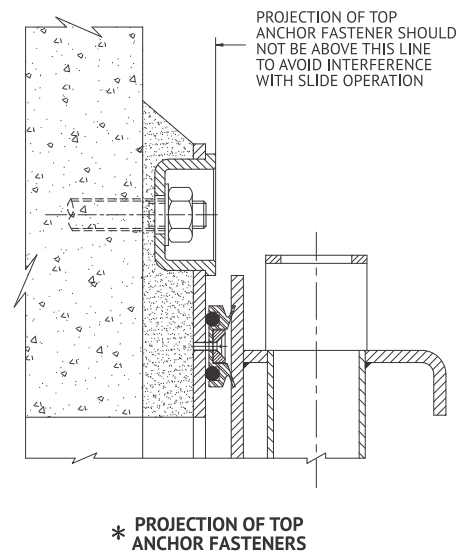 PROJECTION OF TOP
ANCHOR FASTENER SHOULD
NOT BE ABOVE THIS LINE
TO AVOID INTERFERENCE
WITH SLIDE OPERATION
* PROJECTION OF TOP
ANCHOR FASTENERS